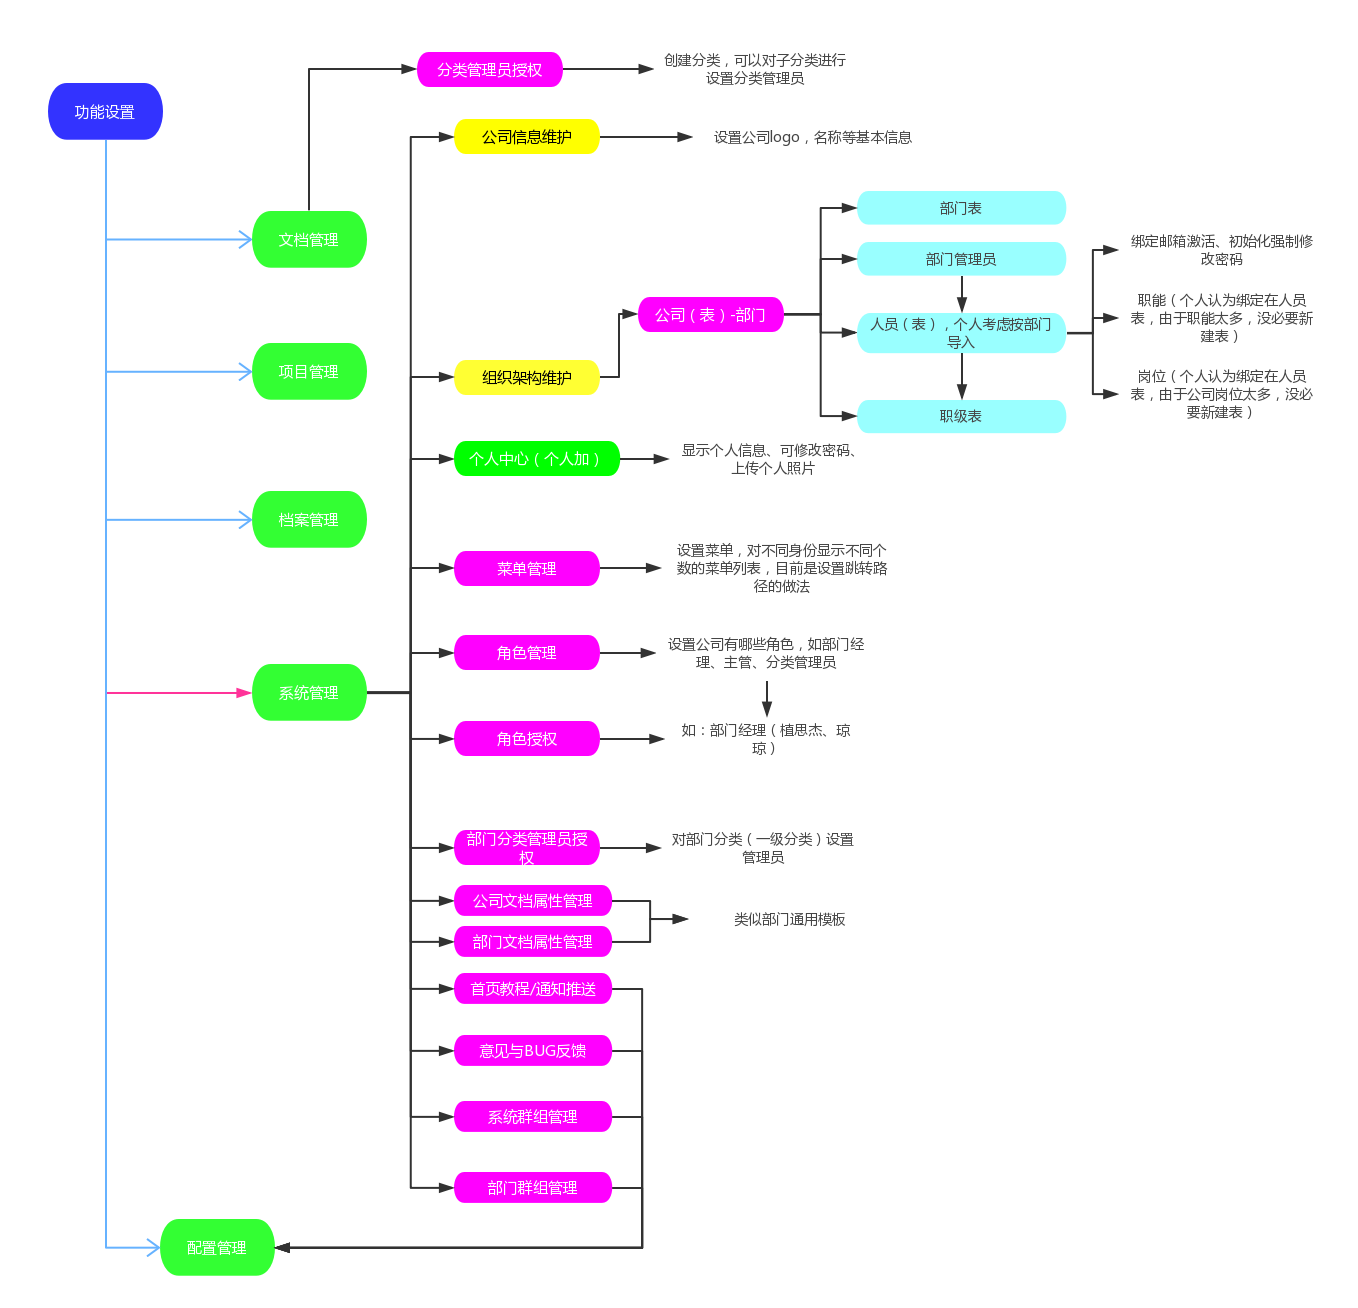 分类管理员授权
创建分类，可以对子分类进行
设置分类管理员
功能设置
公司信息维护
设置公司logo，名称等基本信息
部门表
文档管理
绑定邮箱激活、初始化强制修
改密码
部门管理员
公司（表）-部门
职能（个人认为绑定在人员
表，由于职能太多，没必要新
建表）
人员（表），个人考虑按部门
导入
项目管理
组织架构维护
岗位（个人认为绑定在人员
表，由于公司岗位太多，没必
要新建表）
职级表
个人中心（个人加）
显示个人信息、可修改密码、
上传个人照片
档案管理
菜单管理
设置菜单，对不同身份显示不同个
数的菜单列表，目前是设置跳转路
径的做法
角色管理
设置公司有哪些角色，如部门经
理、主管、分类管理员
系统管理
角色授权
如：部门经理（植思杰、琼
琼）
部门分类管理员授
权
对部门分类（一级分类）设置
管理员
公司文档属性管理
类似部门通用模板
部门文档属性管理
首页教程/通知推送
意见与BUG反馈
系统群组管理
部门群组管理
配置管理